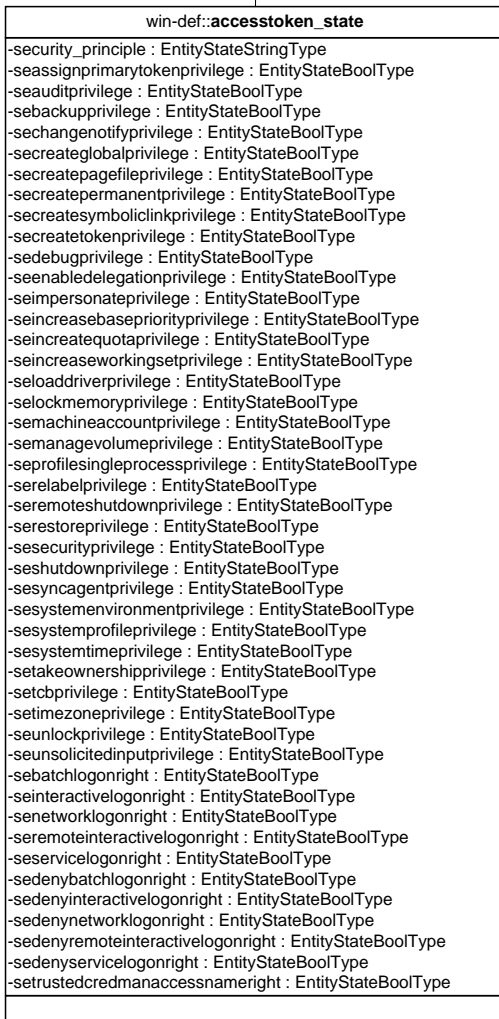 win-def::accesstoken_state
-security_principle : EntityStateStringType
-seassignprimarytokenprivilege : EntityStateBoolType
-seauditprivilege : EntityStateBoolType
-sebackupprivilege : EntityStateBoolType
-sechangenotifyprivilege : EntityStateBoolType
-secreateglobalprivilege : EntityStateBoolType
-secreatepagefileprivilege : EntityStateBoolType
-secreatepermanentprivilege : EntityStateBoolType
-secreatesymboliclinkprivilege : EntityStateBoolType
-secreatetokenprivilege : EntityStateBoolType
-sedebugprivilege : EntityStateBoolType
-seenabledelegationprivilege : EntityStateBoolType
-seimpersonateprivilege : EntityStateBoolType
-seincreasebasepriorityprivilege : EntityStateBoolType
-seincreatequotaprivilege : EntityStateBoolType
-seincreaseworkingsetprivilege : EntityStateBoolType
-seloaddriverprivilege : EntityStateBoolType
-selockmemoryprivilege : EntityStateBoolType
-semachineaccountprivilege : EntityStateBoolType
-semanagevolumeprivilege : EntityStateBoolType
-seprofilesingleprocessprivilege : EntityStateBoolType
-serelabelprivilege : EntityStateBoolType
-seremoteshutdownprivilege : EntityStateBoolType
-serestoreprivilege : EntityStateBoolType
-sesecurityprivilege : EntityStateBoolType
-seshutdownprivilege : EntityStateBoolType
-sesyncagentprivilege : EntityStateBoolType
-sesystemenvironmentprivilege : EntityStateBoolType
-sesystemprofileprivilege : EntityStateBoolType
-sesystemtimeprivilege : EntityStateBoolType
-setakeownershipprivilege : EntityStateBoolType
-setcbprivilege : EntityStateBoolType
-setimezoneprivilege : EntityStateBoolType
-seunlockprivilege : EntityStateBoolType
-seunsolicitedinputprivilege : EntityStateBoolType
-sebatchlogonright : EntityStateBoolType
-seinteractivelogonright : EntityStateBoolType
-senetworklogonright : EntityStateBoolType
-seremoteinteractivelogonright : EntityStateBoolType
-seservicelogonright : EntityStateBoolType
-sedenybatchlogonright : EntityStateBoolType
-sedenyinteractivelogonright : EntityStateBoolType
-sedenynetworklogonright : EntityStateBoolType
-sedenyremoteinteractivelogonright : EntityStateBoolType
-sedenyservicelogonright : EntityStateBoolType
-setrustedcredmanaccessnameright : EntityStateBoolType